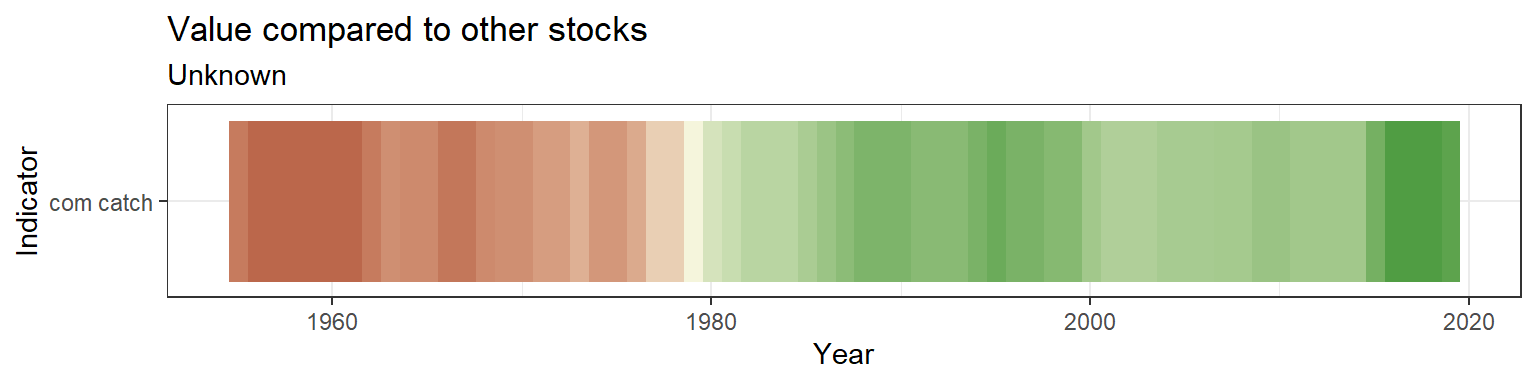 Value compared to other stocks
Unknown
Indicator
com catch
1960 1980 2000 2020
Year